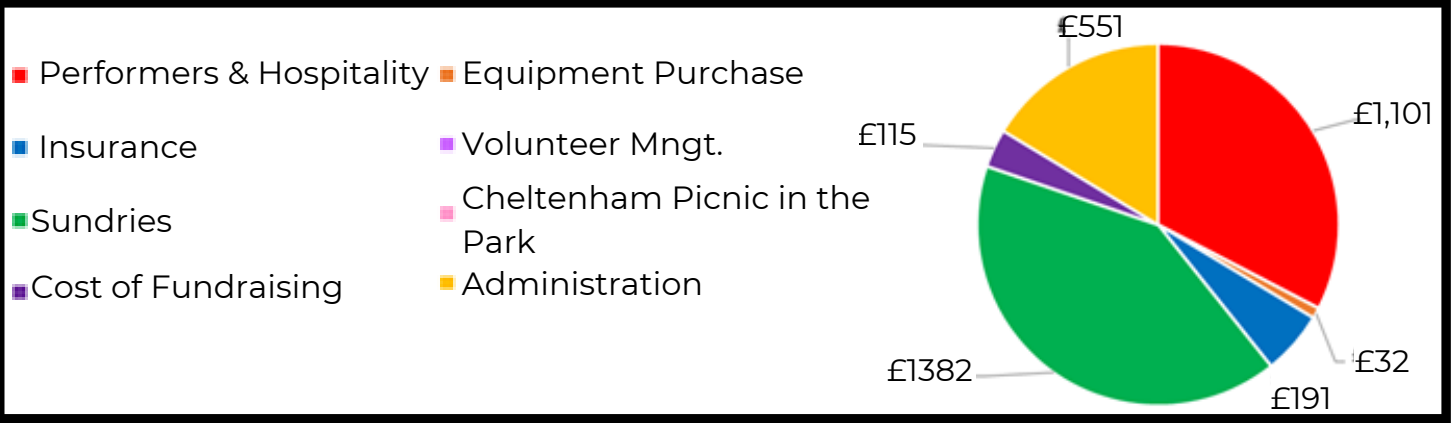 Performers & Hospitality
Equipment Purchase
Insurance
Volunteer Mngt.
Sundries
Cheltenham Picnic in the
Park
Cost of Fundraising
Administration
£551
£1,101
£115
£32
£1382
£191